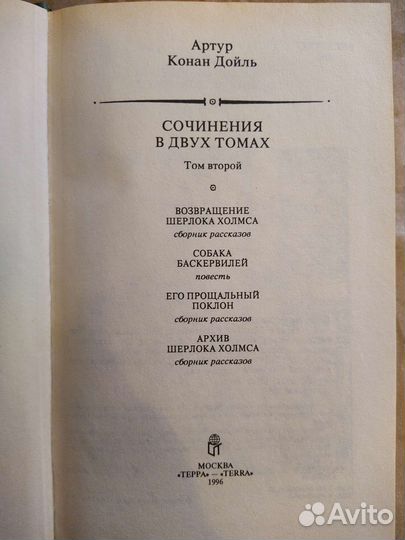 Артур
Конан Дойль
СОЧИНЕНИЯ
В ДВУХ ТОМАХ
Том второй
ВОЗВРАЩЕНИЕ
ШЕРЛОКА ХОЛМСА
сборник рассказов
СОБАКА
БАСКЕРВИЛЕЙ
повесть
ЕГО ПРОЩАЛЬНЫЙ
ПОКЛОН
сборник рассказов
АРХИВ
ШЕРЛОКА ХОЛМСА
сборник рассказов
МОСКВА
«ТЕРРА» — «TERRA»
1996
Avito